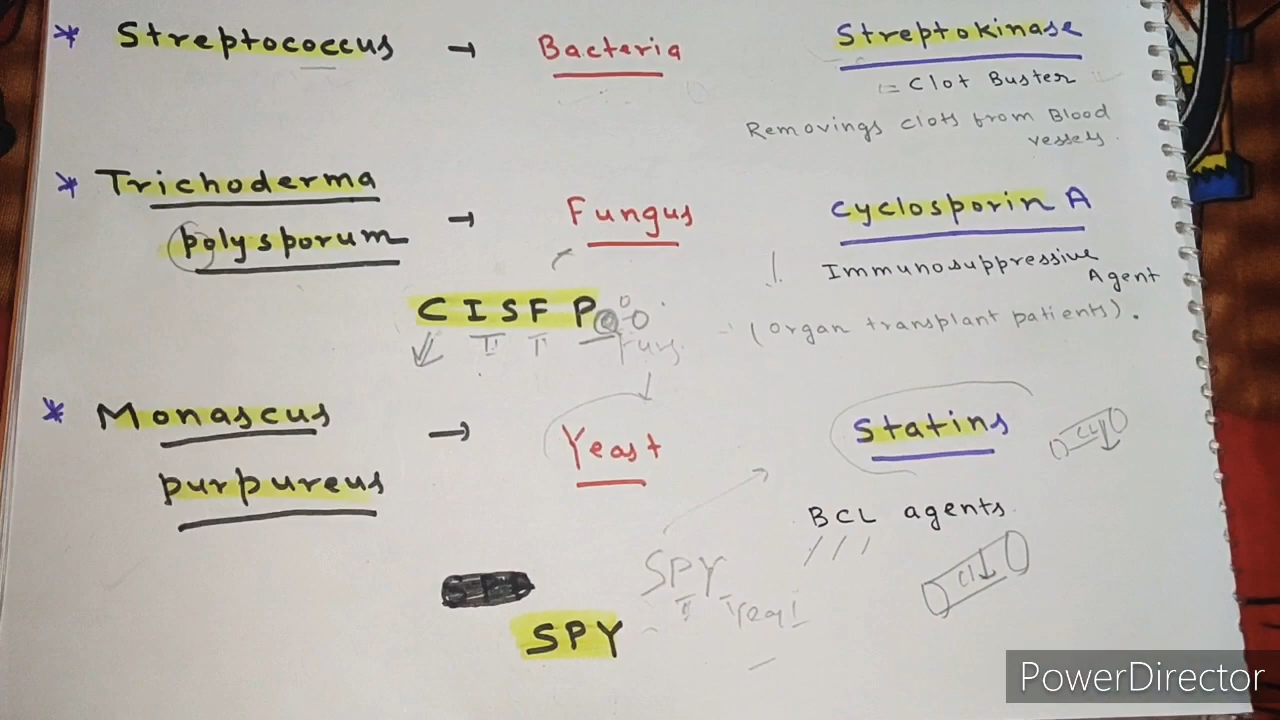 * Streptococcus → Bacteria Streptokinase
= Clot Buster
Removings clots from Blood
vessels.
* Trichoderma
polysporum → Fungus Cyclosporin A
Immunosuppressive
Agent
(Organ transplant patients).
CISFP
* Monascus
purpureus → Yeast Statins
BCL agents
SPY
SPY
PowerDirector